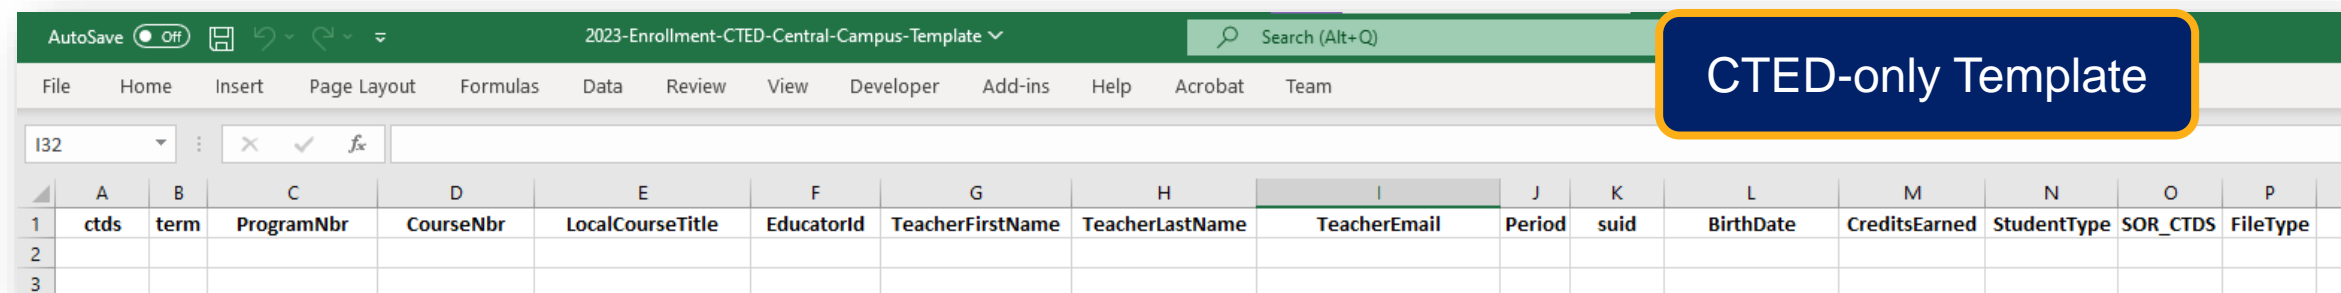 AutoSave Off 2023-Enrollment-CTED-Central-Campus-Template Search (Alt+Q)
CTED-only Template
File Home Insert Page Layout Formulas Data Review View Developer Add-ins Help Acrobat Team
I32 fx
A B C D E F G H I J K L M N O P
1 ctds term ProgramNbr CourseNbr LocalCourseTitle EducatorId TeacherFirstName TeacherLastName TeacherEmail Period suid BirthDate CreditsEarned StudentType SOR_CTDS FileType
2
3